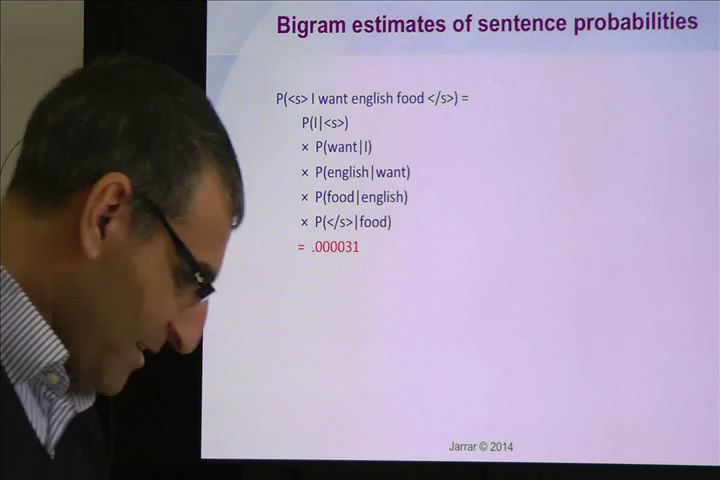 Bigram estimates of sentence probabilities
P(<s> I want english food </s>) =
P(I|<s>)
× P(want|I)
× P(english|want)
× P(food|english)
× P(</s>|food)
= .000031
Jarrar © 2014